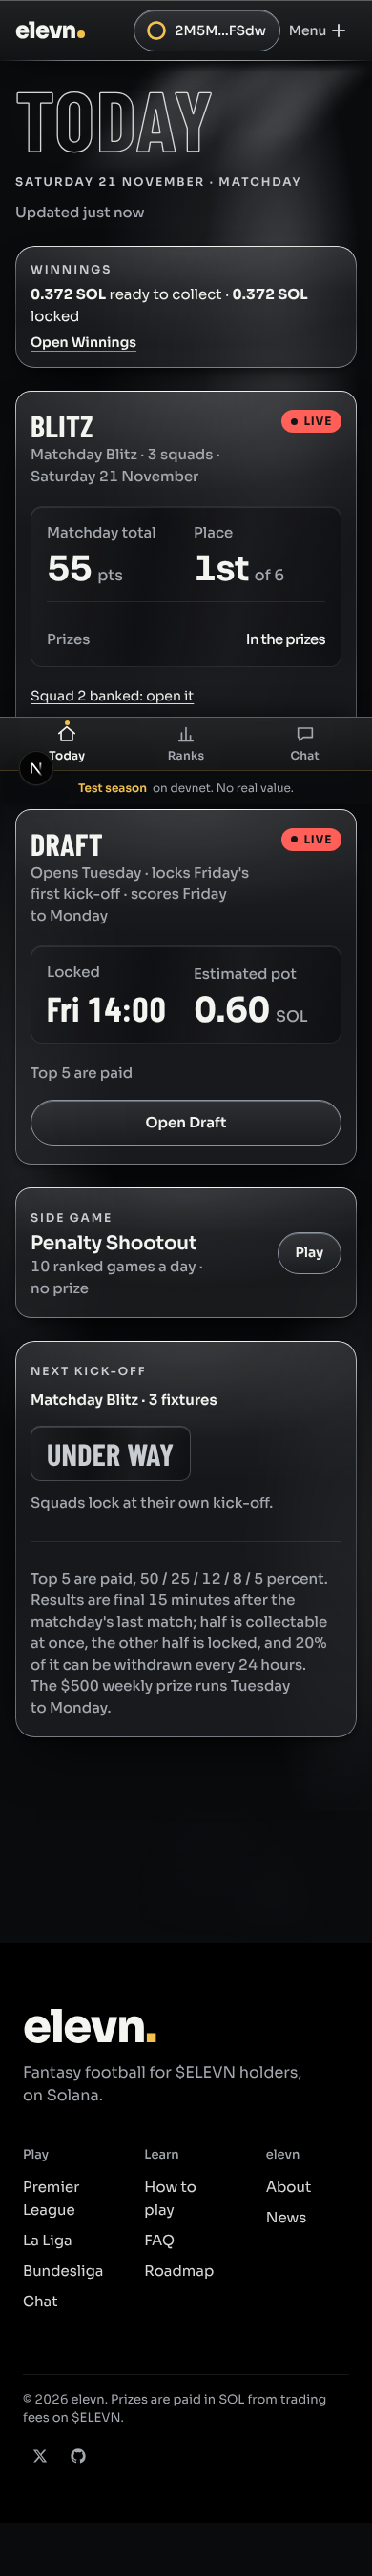 elevn.
2M5M...FSdw
Menu
TODAY
SATURDAY 21 NOVEMBER · MATCHDAY
Updated just now
WINNINGS
0.372 SOL ready to collect · 0.372 SOL
locked
Open Winnings
BLITZ
LIVE
Matchday Blitz · 3 squads ·
Saturday 21 November
Matchday total
Place
55 pts
1st of 6
Prizes
In the prizes
Squad 2 banked: open it
Today
Ranks
Chat
N
Test season on devnet. No real value.
DRAFT
LIVE
Opens Tuesday · locks Friday's
first kick-off · scores Friday
to Monday
Locked
Estimated pot
Fri 14:00
0.60 SOL
Top 5 are paid
Open Draft
SIDE GAME
Penalty Shootout
10 ranked games a day ·
no prize
Play
NEXT KICK-OFF
Matchday Blitz · 3 fixtures
UNDER WAY
Squads lock at their own kick-off.
Top 5 are paid, 50 / 25 / 12 / 8 / 5 percent.
Results are final 15 minutes after the
matchday's last match; half is collectable
at once, the other half is locked, and 20%
of it can be withdrawn every 24 hours.
The $500 weekly prize runs Tuesday
to Monday.
elevn.
Fantasy football for $ELEVN holders,
on Solana.
Play
Premier
League
La Liga
Bundesliga
Chat
Learn
How to
play
FAQ
Roadmap
elevn
About
News
© 2026 elevn. Prizes are paid in SOL from trading
fees on $ELEVN.